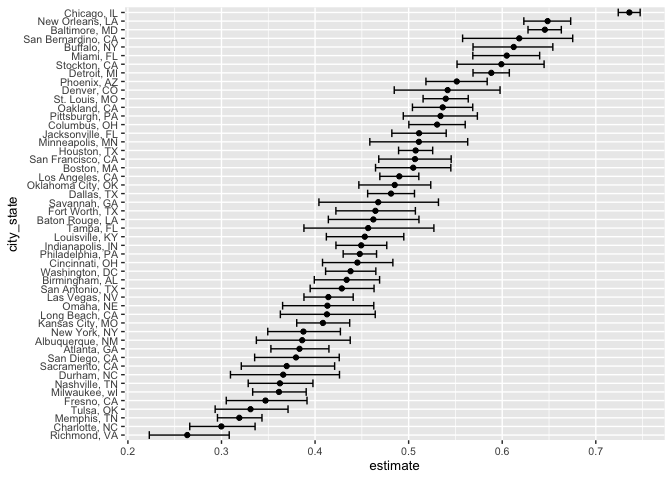 Chicago, IL
New Orleans, LA
Baltimore, MD
San Bernardino, CA
Buffalo, NY
Miami, FL
Stockton, CA
Detroit, MI
Phoenix, AZ
Denver, CO
St. Louis, MO
Oakland, CA
Pittsburgh, PA
Columbus, OH
Jacksonville, FL
Minneapolis, MN
Houston, TX
San Francisco, CA
Boston, MA
Los Angeles, CA
Oklahoma City, OK
Dallas, TX
Savannah, GA
Fort Worth, TX
Baton Rouge, LA
Tampa, FL
Louisville, KY
Indianapolis, IN
Philadelphia, PA
Cincinnati, OH
Washington, DC
Birmingham, AL
San Antonio, TX
Las Vegas, NV
Omaha, NE
Long Beach, CA
Kansas City, MO
New York, NY
Albuquerque, NM
Atlanta, GA
San Diego, CA
Sacramento, CA
Durham, NC
Nashville, TN
Milwaukee, wI
Fresno, CA
Tulsa, OK
Memphis, TN
Charlotte, NC
Richmond, VA
city_state
0.2 0.3 0.4 0.5 0.6 0.7
estimate